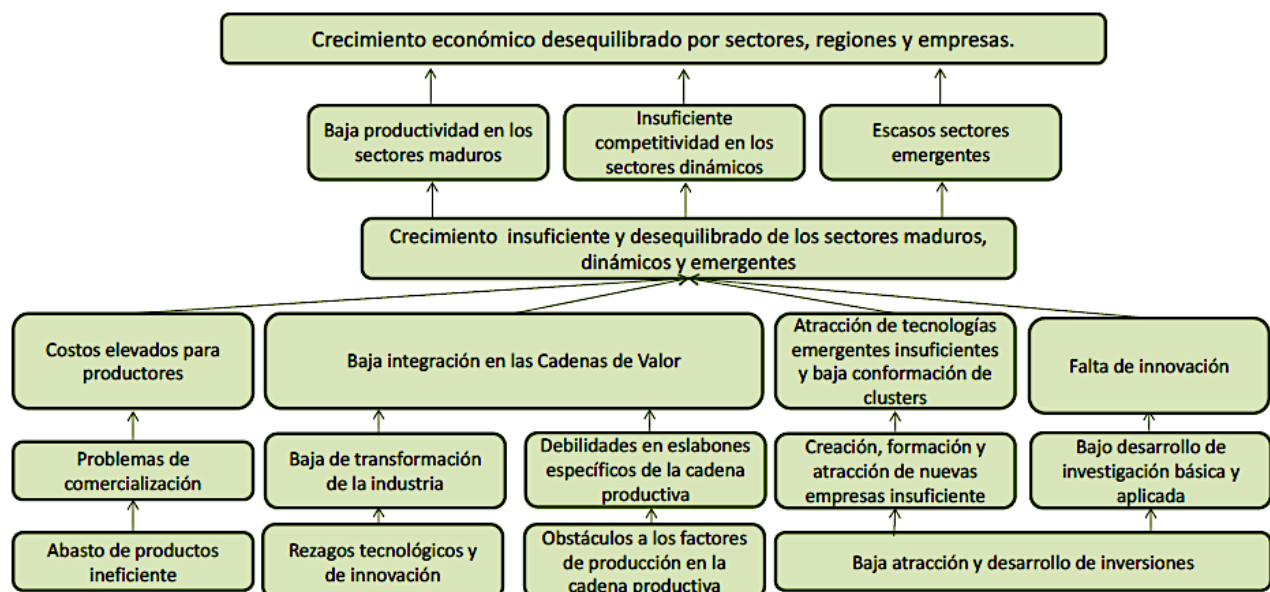 Crecimiento económico desequilibrado por sectores, regiones y empresas.
Baja productividad en los
sectores maduros
Insuficiente
competitividad en los
sectores dinámicos
Escasos sectores
emergentes
Crecimiento insuficiente y desequilibrado de los sectores maduros,
dinámicos y emergentes
Costos elevados para
productores
Baja integración en las Cadenas de Valor
Atracción de tecnologías
emergentes insuficientes
y baja conformación de
clusters
Falta de innovación
Problemas de
comercialización
Baja de transformación
de la industria
Debilidades en eslabones
específicos de la cadena
productiva
Creación, formación y
atracción de nuevas
empresas insuficiente
Bajo desarrollo de
investigación básica y
aplicada
Abasto de productos
ineficiente
Rezagos tecnológicos y
de innovación
Obstáculos a los factores
de producción en la
cadena productiva
Baja atracción y desarrollo de inversiones